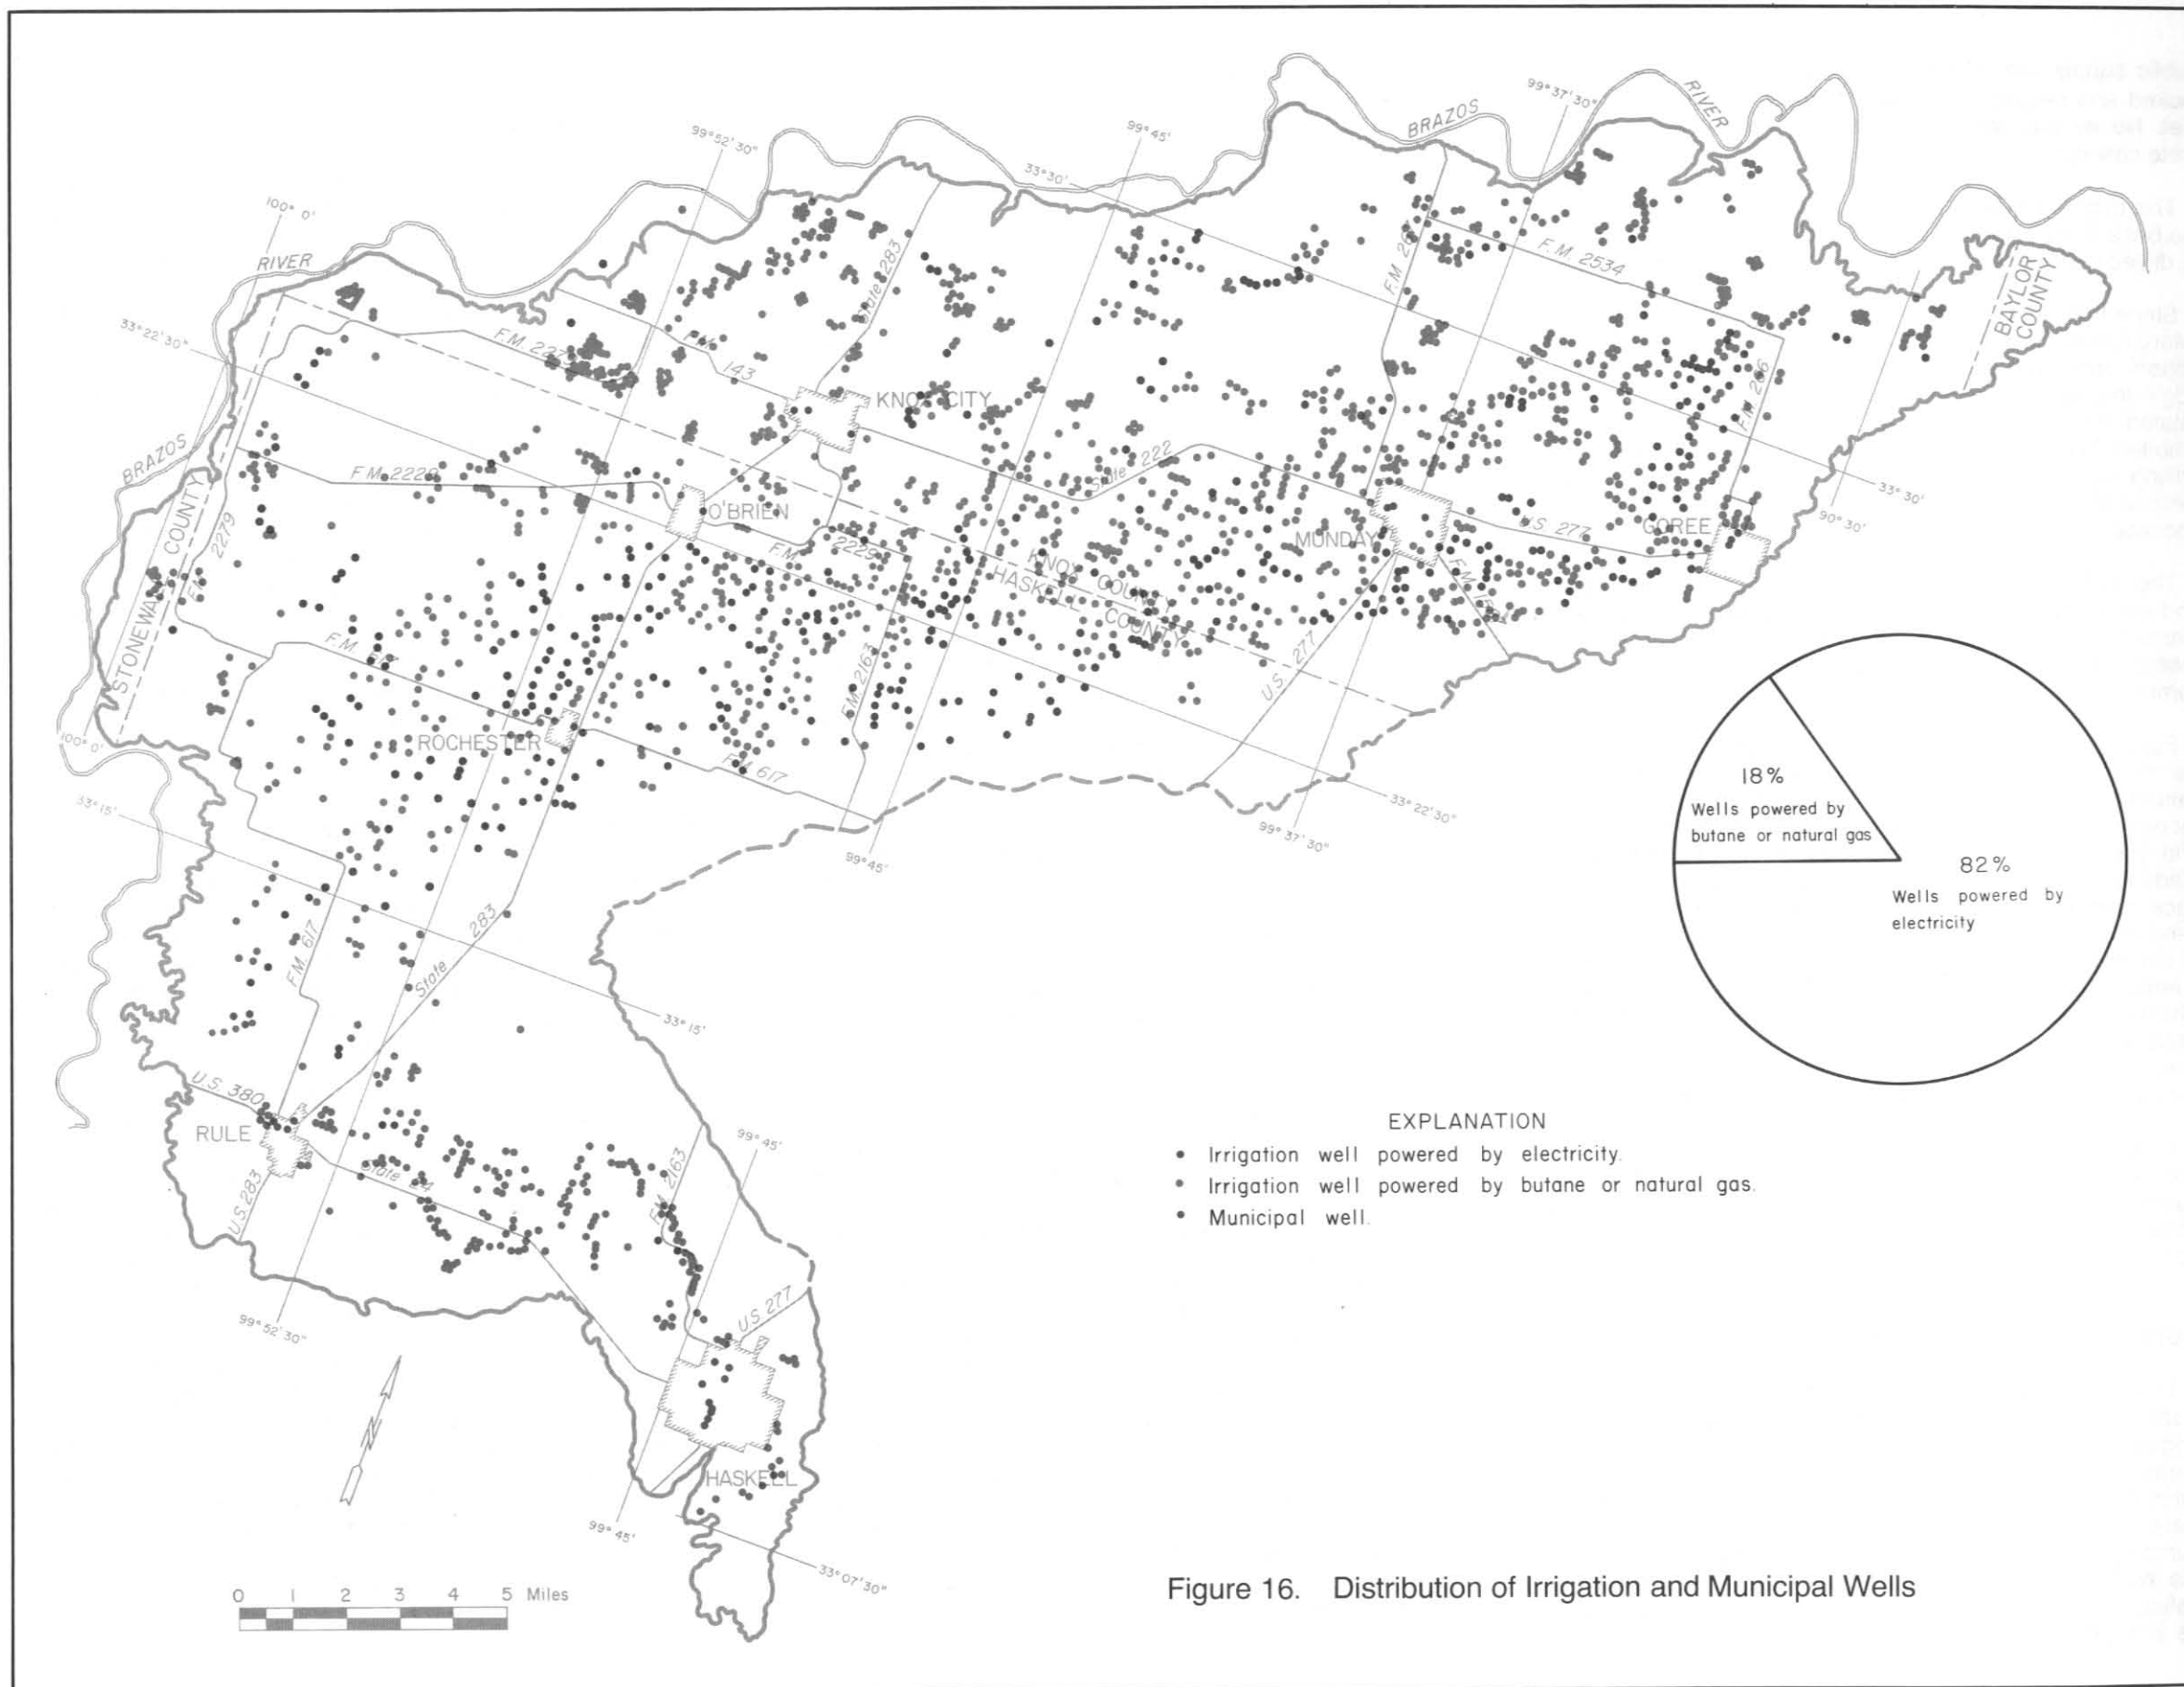 BRAZOS
RIVER
99° 37' 30"
99° 45'
99° 52' 30"
33° 30'
100° 0'
RIVER
33° 22' 30"
BRAZOS
STONEWALL COUNTY
BAYLOR
COUNTY
F.M. 2534
State 283
F.M.
143
KNOX CITY
F.M. 266
State 222
33° 30'
90° 30'
F.M. 2229
O'BRIEN
F.M. 2229
2279
F.M.
KNOX COUNTY
HASKELL COUNTY
MUNDAY
U.S. 277
GOREE
F.M.
U.S. 277
F.M. 2163
ROCHESTER
F.M. 617
100° 0'
33° 15'
99° 45'
99° 37' 30"
33° 22' 30"
F.M. 617
State 283
33° 15'
U.S. 380
RULE
State 24
U.S. 283
F.M. 2163
99° 45'
99° 52' 30"
U.S. 277
HASKELL
99° 45'
33° 07' 30"
N
18%
Wells powered by
butane or natural gas
82%
Wells powered by
electricity
EXPLANATION
Irrigation well powered by electricity.
Irrigation well powered by butane or natural gas.
Municipal well.
0 1 2 3 4 5 Miles
Figure 16. Distribution of Irrigation and Municipal Wells